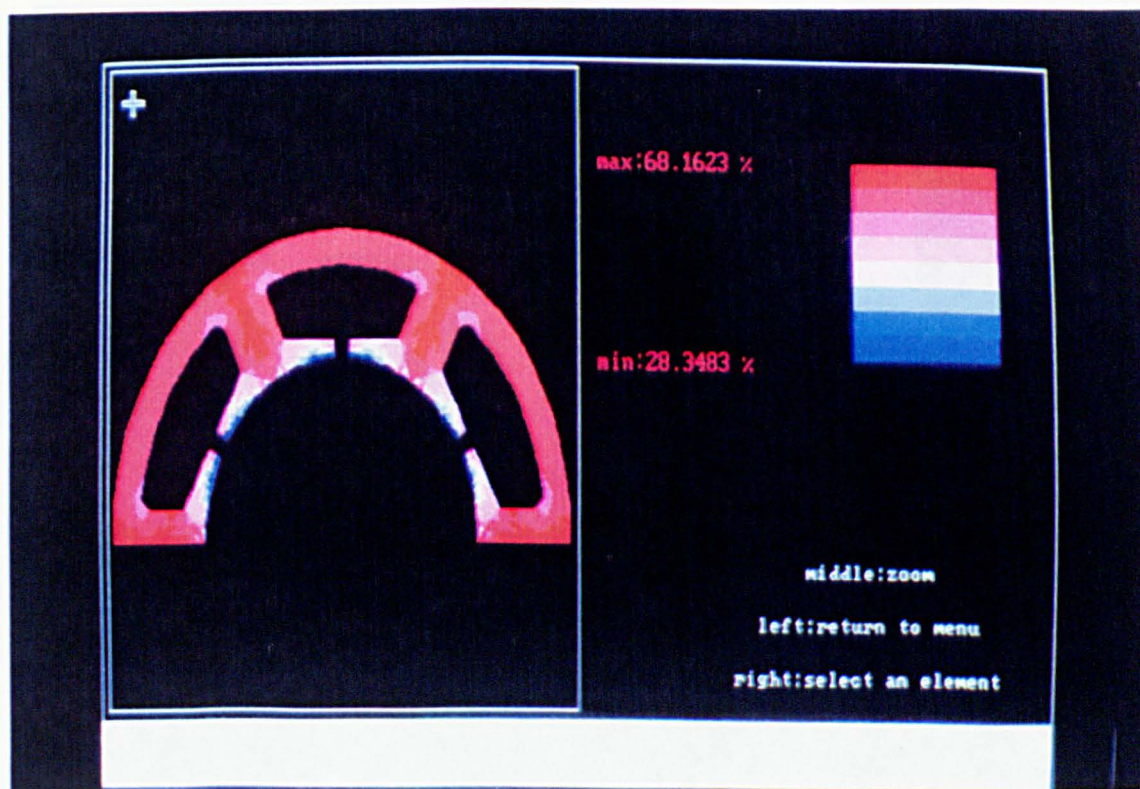 max:68.1623 %
min:28.3483 %
middle:zoom
left:return to menu
right:select an element